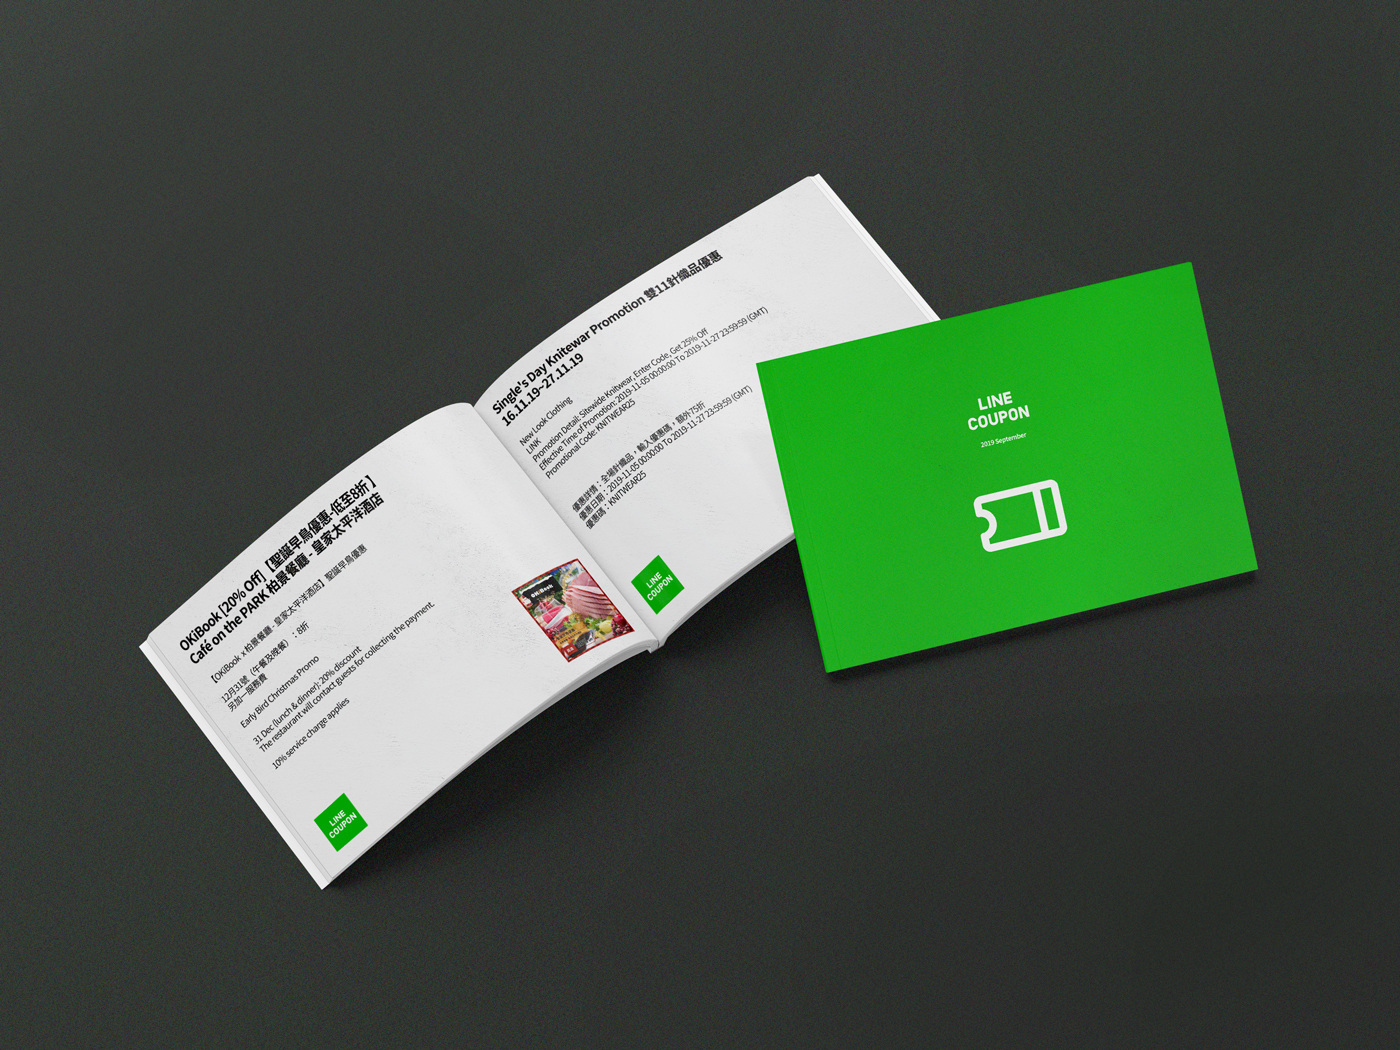 OKiBook [20% Off]【聖誕早鳥優惠-低至8折 】
Café on the PARK 柏景餐廳 - 皇家太平洋酒店
【OKiBook x 柏景餐廳 - 皇家太平洋酒店】聖誕早鳥優惠
12月31號（午餐及晚餐）：8折
另加一服務費
Early Bird Christmas Promo
31 Dec (lunch & dinner): 20% discount
The restaurant will contact guests for collecting the payment.
10% service charge applies
LINE
COUPON
OKiBook
Single's Day Knitewar Promotion 雙11針織品優惠
16.11.19~27.11.19
New Look Clothing
LINK
Promotion Detail: Sitewide Knitwear, Enter Code, Get 25% Off
Effective Time of Promotion: 2019-11-05 00:00:00 To 2019-11-27 23:59:59 (GMT)
Promotional Code: KNITWEAR25
優惠詳情：全場針織品，輸入優惠碼，額外75折
優惠日期：2019-11-05 00:00:00 To 2019-11-27 23:59:59 (GMT)
優惠碼：KNITWEAR25
LINE
COUPON
LINE
COUPON
2019 September